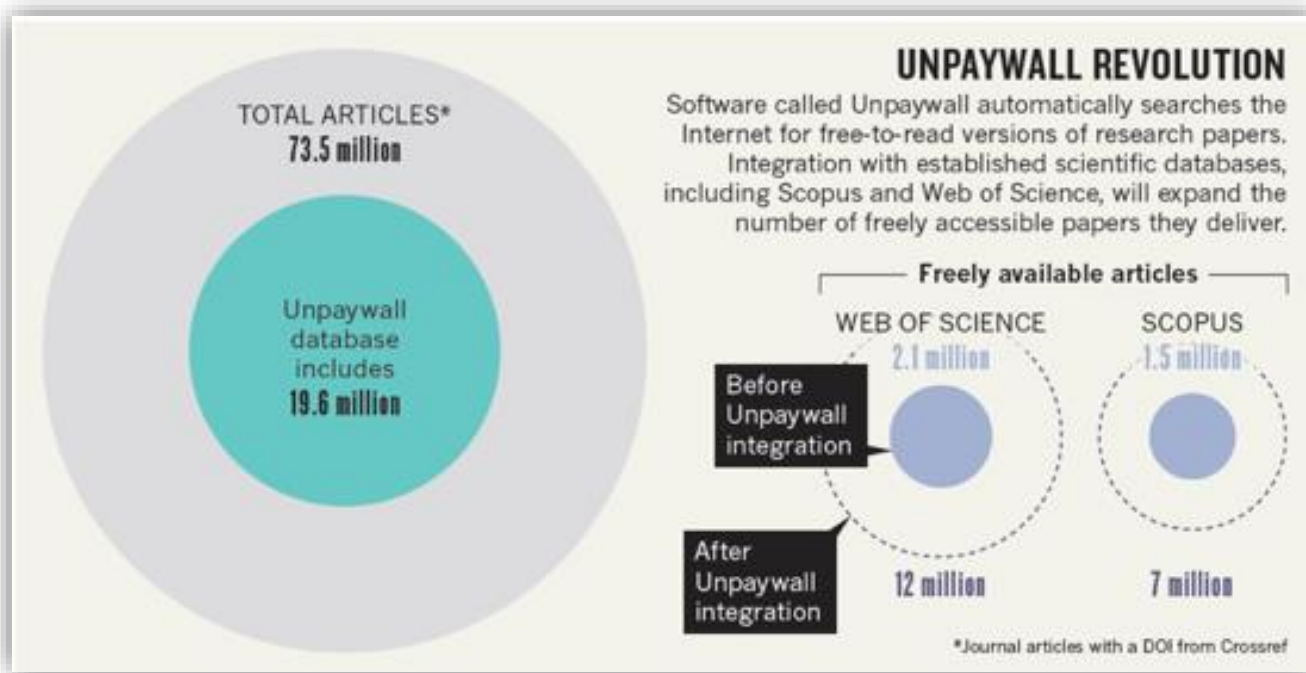 TOTAL ARTICLES*
73.5 million
Unpaywall
database
includes
19.6 million
UNPAYWALL REVOLUTION
Software called Unpaywall automatically searches the
Internet for free-to-read versions of research papers.
Integration with established scientific databases,
including Scopus and Web of Science, will expand the
number of freely accessible papers they deliver.
Freely available articles
WEB OF SCIENCE
2.1 million
SCOPUS
1.5 million
Before
Unpaywall
integration
After
Unpaywall
integration
12 million
7 million
*Journal articles with a DOI from Crossref